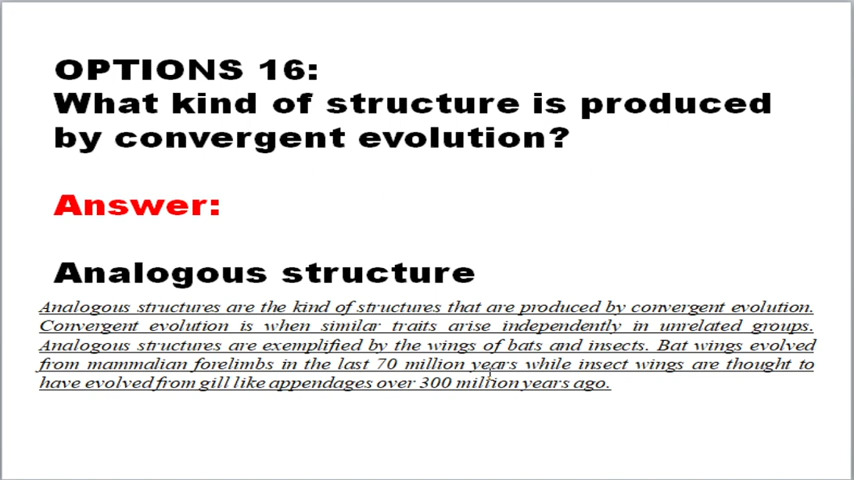 OPTIONS 16:
What kind of structure is produced
by convergent evolution?
Answer:
Analogous structure
Analogous structures are the kind of structures that are produced by convergent evolution.
Convergent evolution is when similar traits arise independently in unrelated groups.
Analogous structures are exemplified by the wings of bats and insects. Bat wings evolved
from mammalian forelimbs in the last 70 million years while insect wings are thought to
have evolved from gill like appendages over 300 million years ago.